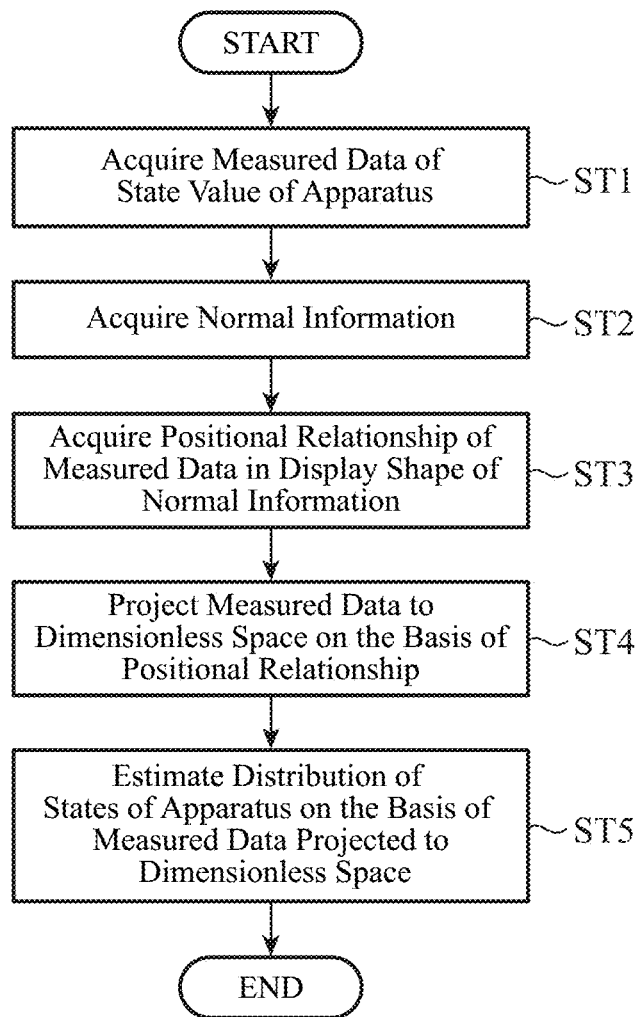 START
Acquire Measured Data of
State Value of Apparatus
ST1
Acquire Normal Information
ST2
Acquire Positional Relationship of
Measured Data in Display Shape of
Normal Information
ST3
Project Measured Data to
Dimensionless Space on the Basis of
Positional Relationship
ST4
Estimate Distribution of
States of Apparatus on the Basis of
Measured Data Projected to
Dimensionless Space
ST5
END